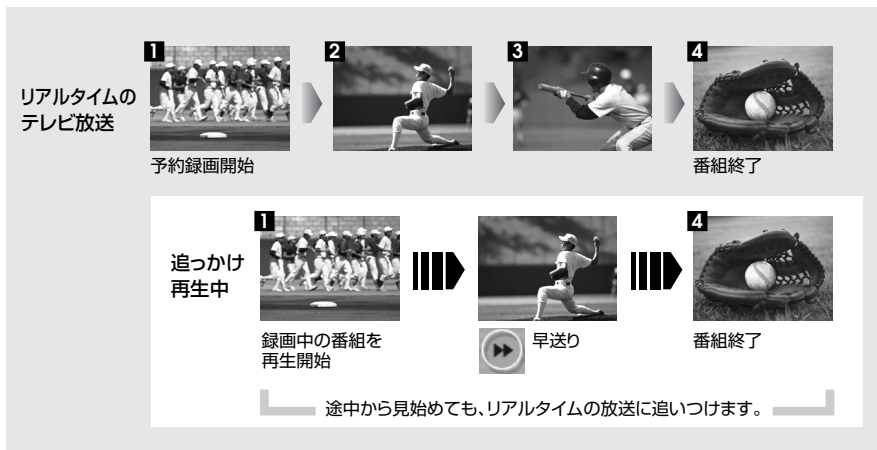 1
2
3
4
リアルタイムの
テレビ放送
予約録画開始
番組終了
1
4
追っかけ
再生中
録画中の番組を
再生開始
早送り
番組終了
途中から見始めても、リアルタイムの放送に追いつけます。